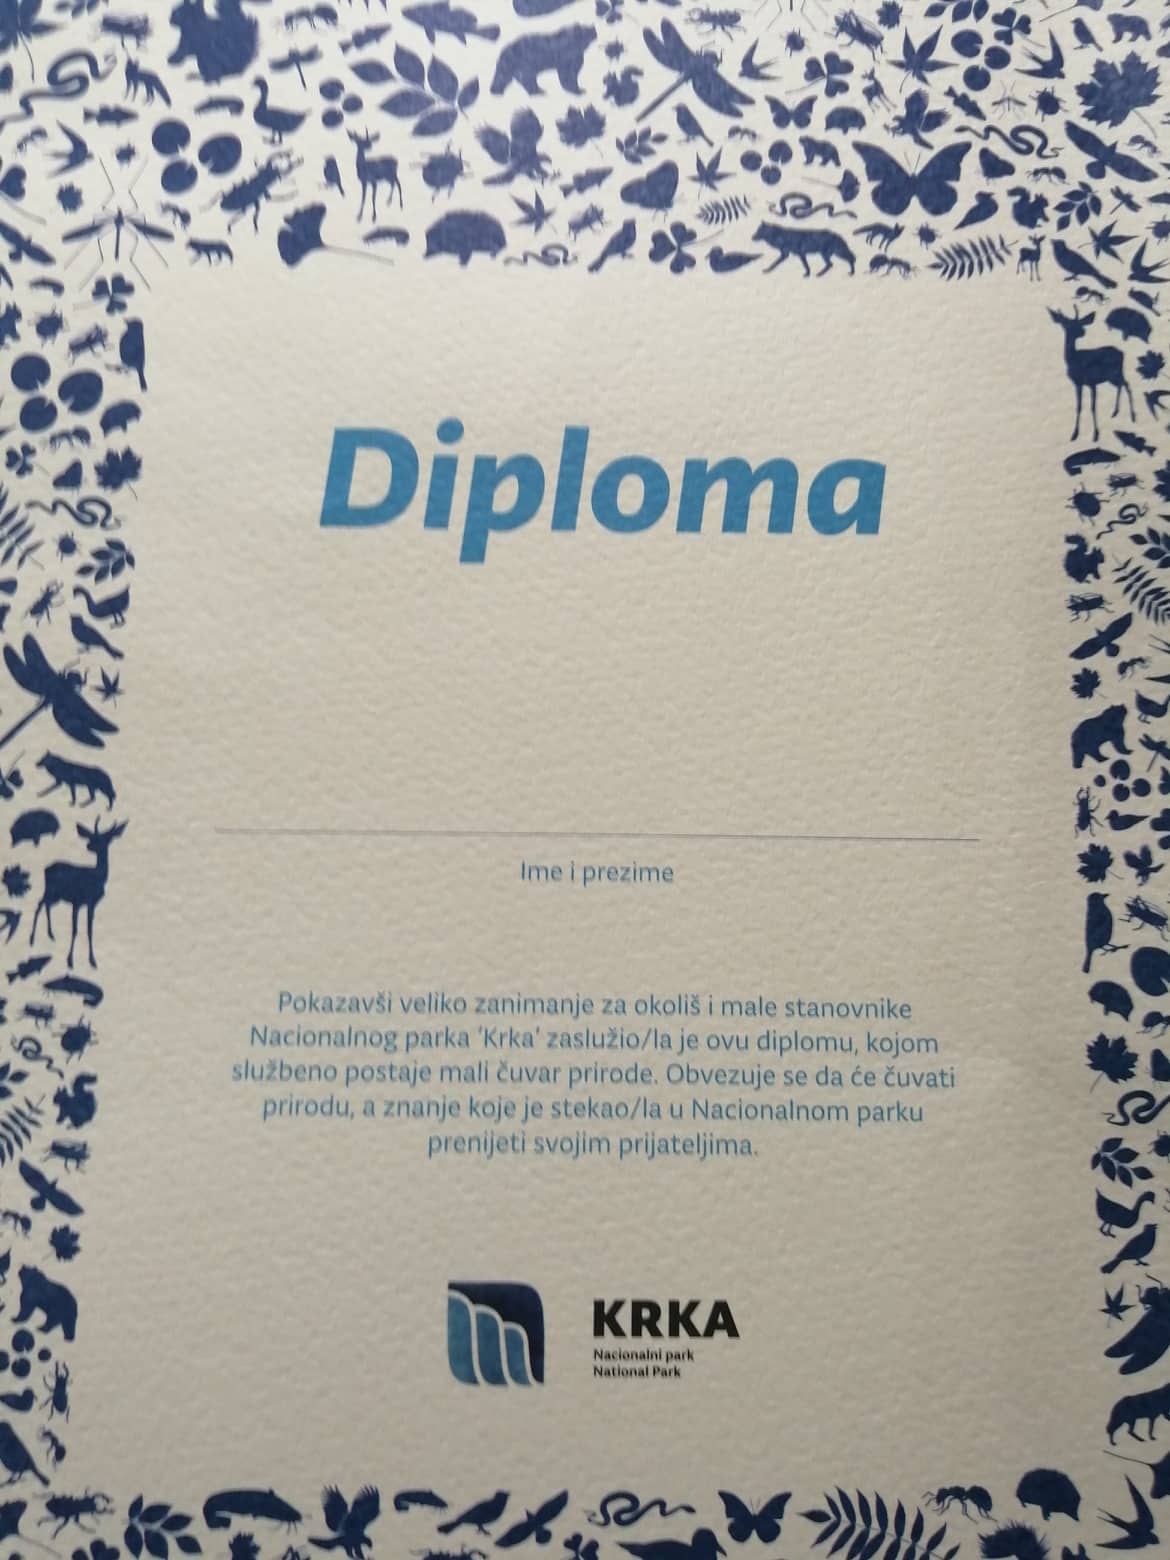 Diploma
Ime i prezime
Pokazavši veliko zanimanje za okoliš i male stanovnike
Nacionalnog parka ‘Krka’ zaslužio/la je ovu diplomu, kojom
službeno postaje mali čuvar prirode. Obvezuje se da će čuvati
prirodu, a znanje koje je stekao/la u Nacionalnom parku
prenijeti svojim prijateljima.
KRKA
Nacionalni park
National Park